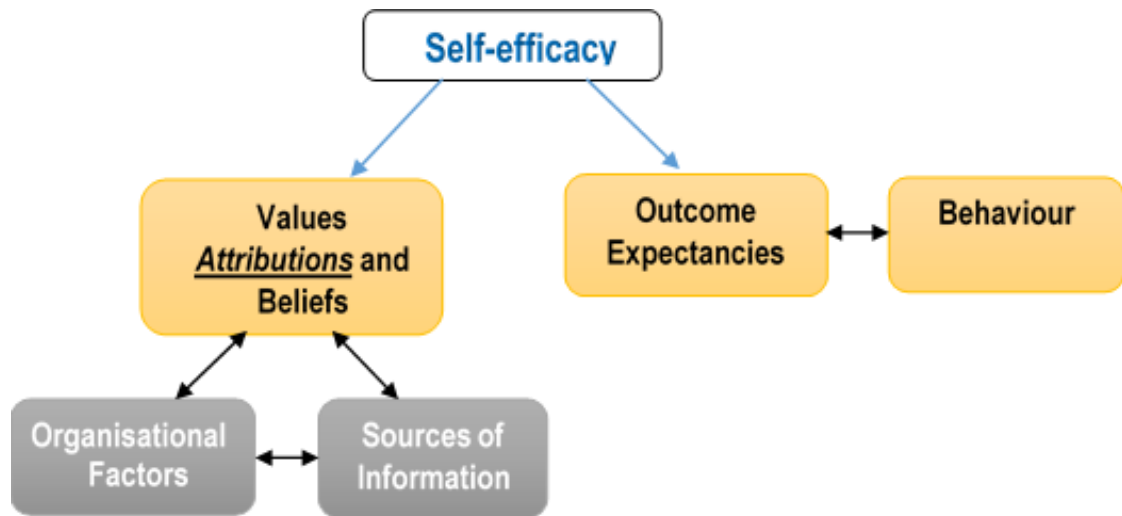 Self-efficacy
Values
Attributions and
Beliefs
Outcome
Expectancies
Behaviour
Organisational
Factors
Sources of
Information